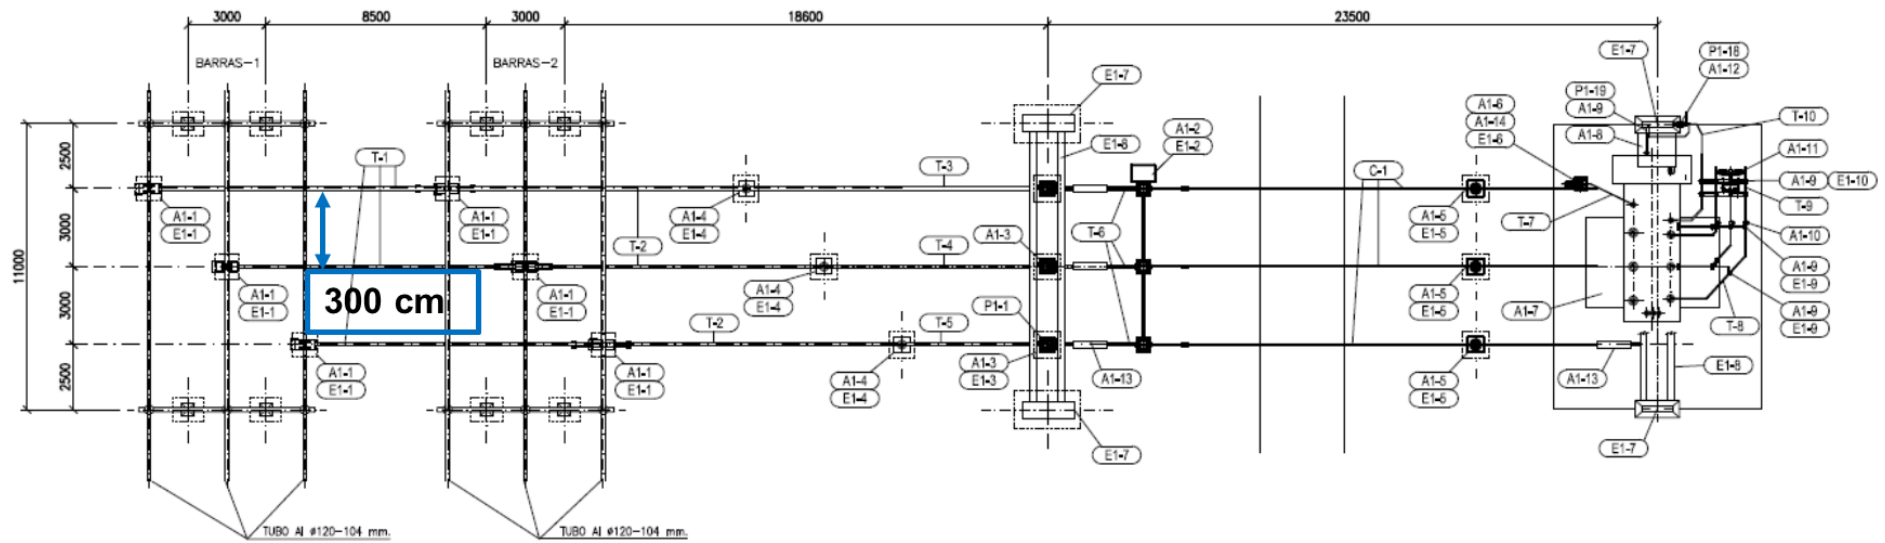 3000
8500
3000
18600
23500
BARRAS-1
BARRAS-2
E1-7
P1-18
A1-12
E1-7
P1-19
A1-9
A1-6
A1-14
E1-6
A1-8
T-10
A1-2
E1-2
E1-8
T-1
T-3
C-1
A1-11
A1-9
E1-10
T-9
2500
A1-1
E1-1
A1-1
E1-1
A1-4
E1-4
A1-5
E1-5
T-7
3000
11000
T-2
T-4
A1-3
T-6
A1-10
A1-9
E1-9
300 cm
A1-1
E1-1
A1-1
E1-1
A1-4
E1-4
P1-1
A1-5
E1-5
A1-7
A1-9
E1-9
T-8
3000
T-2
T-5
2500
A1-1
E1-1
A1-1
E1-1
A1-4
E1-4
A1-3
E1-3
A1-13
A1-5
E1-5
A1-13
E1-8
E1-7
E1-7
TUBO Al ø120-104 mm.
TUBO Al ø120-104 mm.